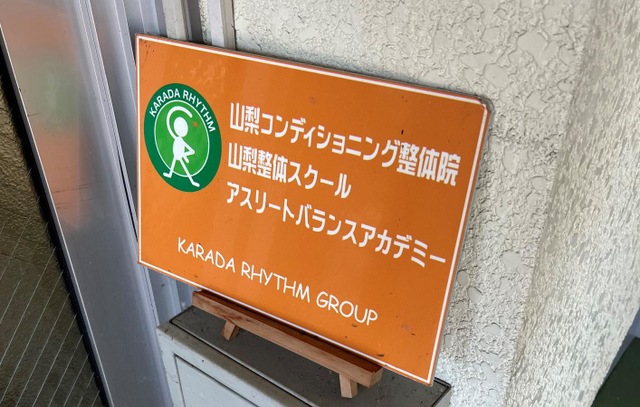 KARADA RHYTHM
山梨コンディショニング整体院
山梨整体スクール
アスリートバランスアカデミー
KARADA RHYTHM GROUP